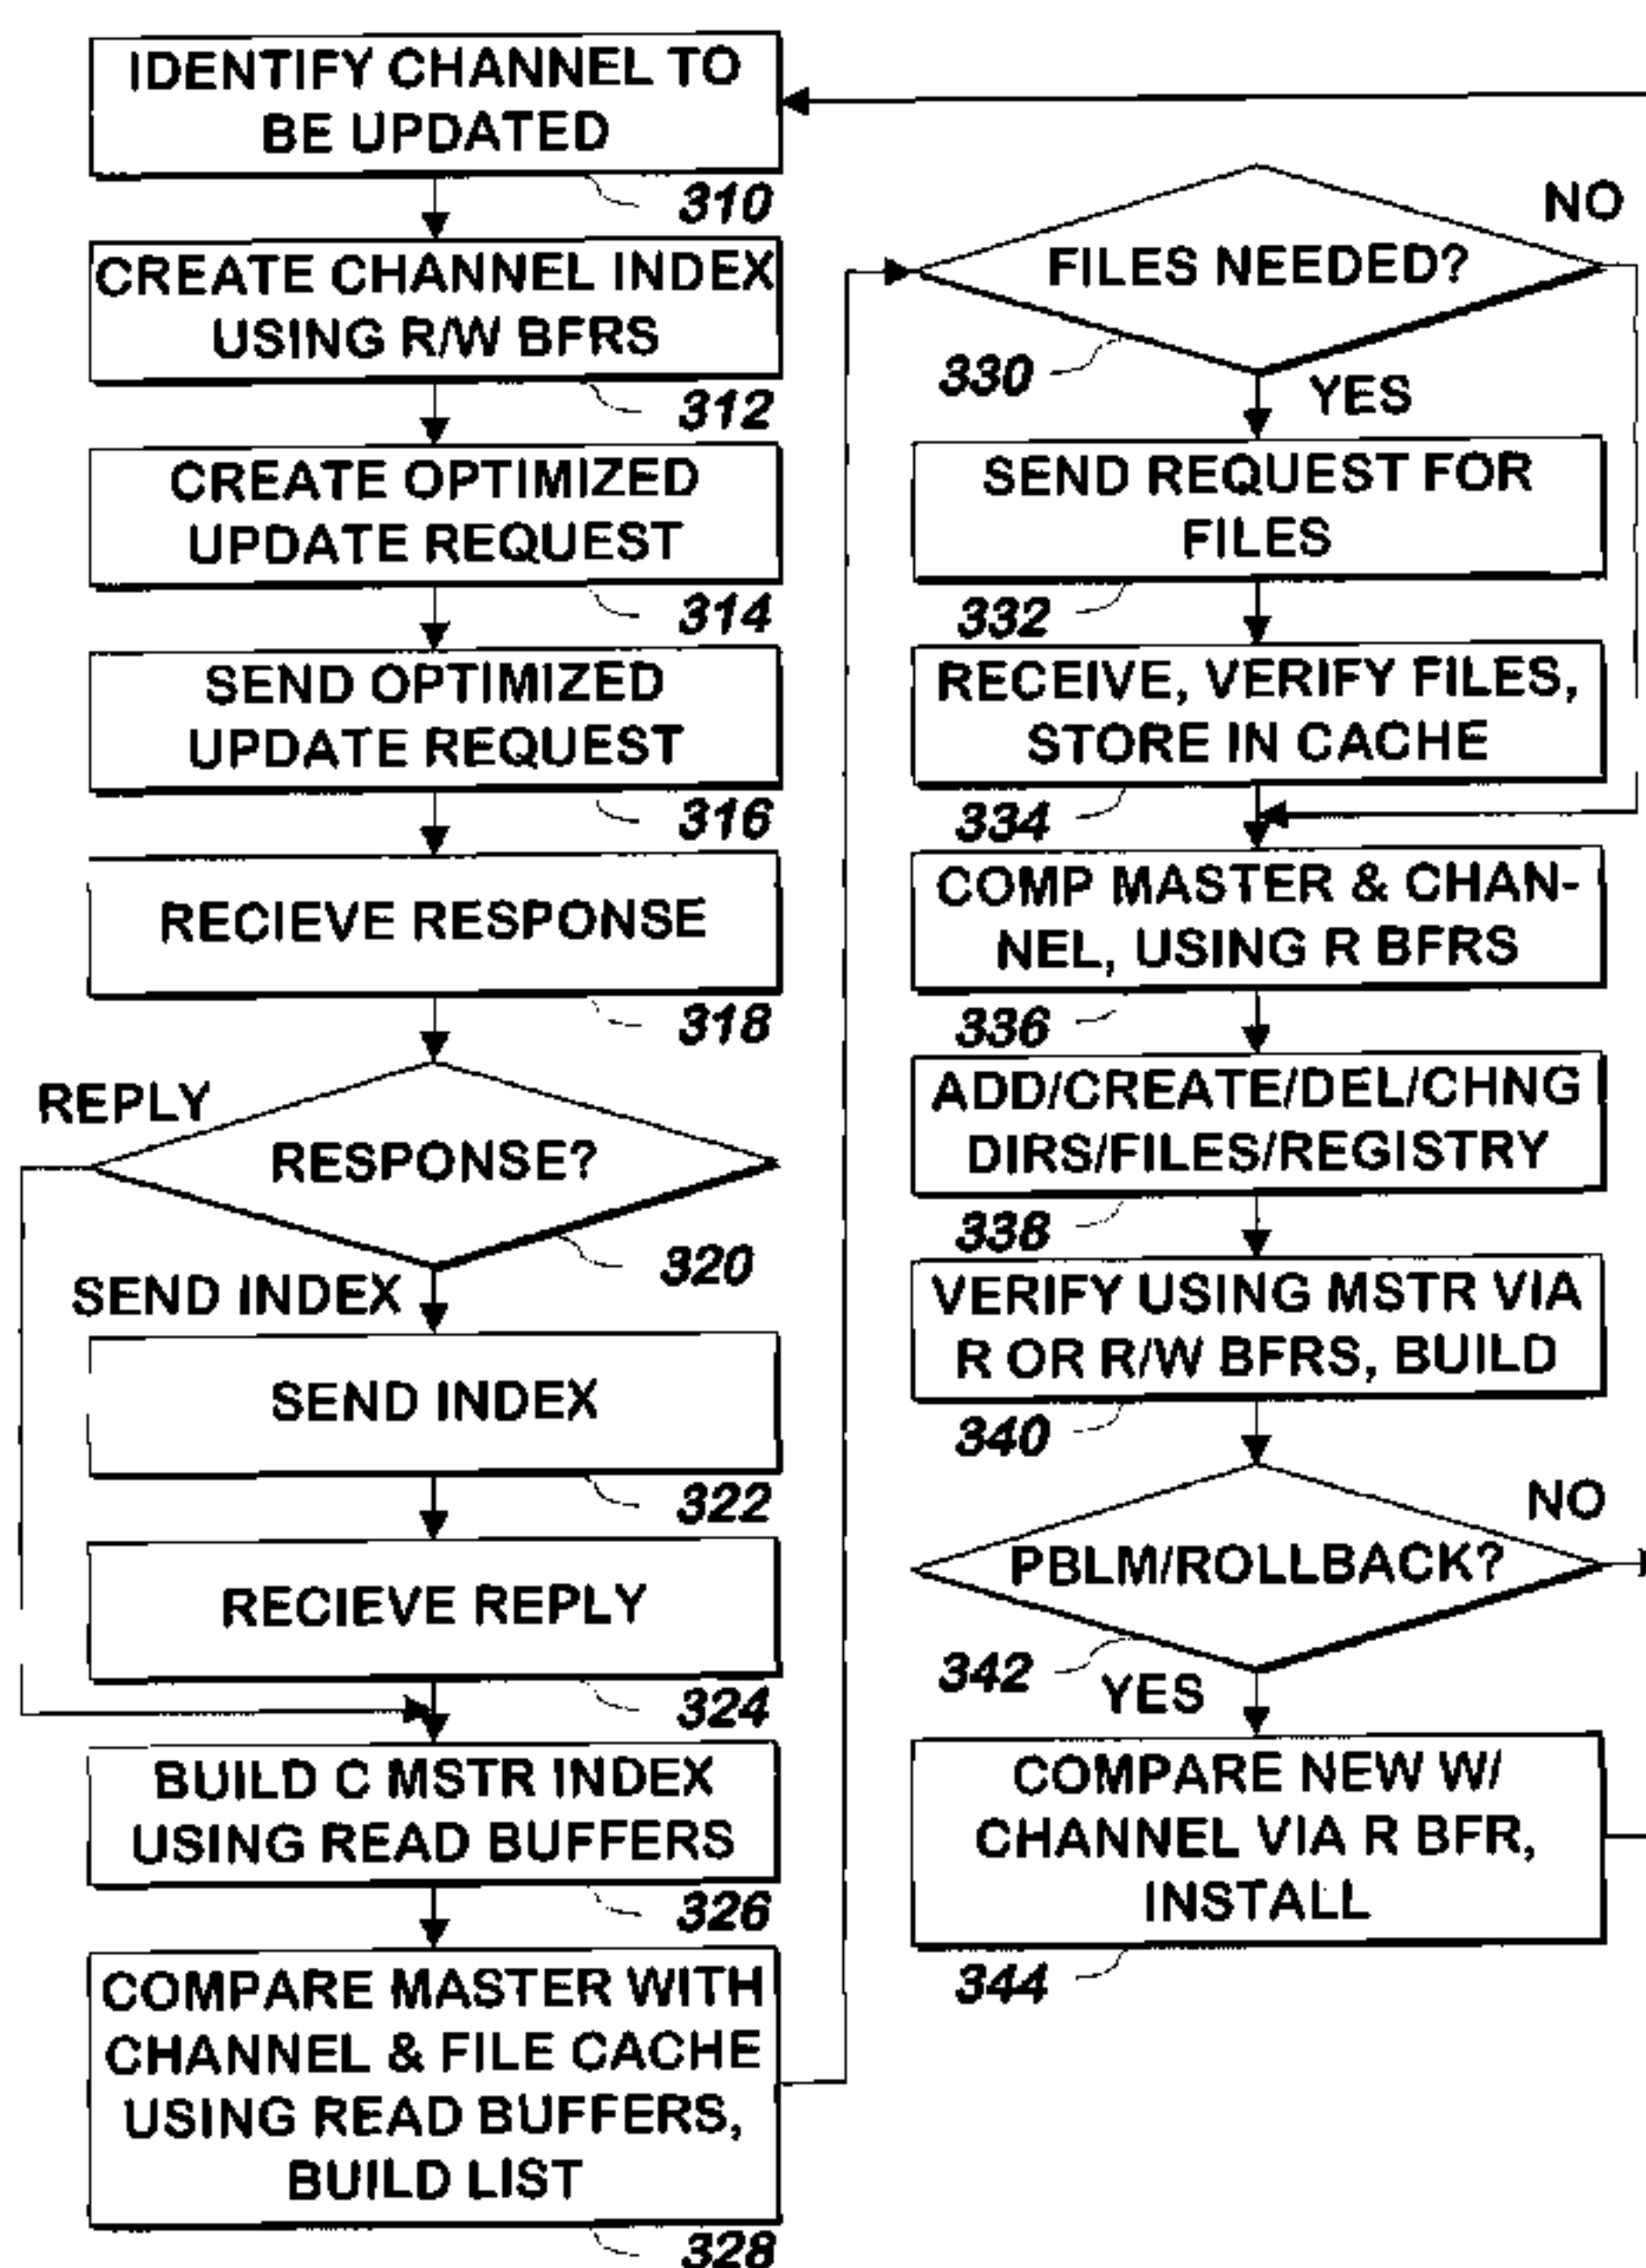 IDENTIFY CHANNEL TO
BE UPDATED
310
CREATE CHANNEL INDEX
USING R/W BFRS
312
CREATE OPTIMIZED
UPDATE REQUEST
314
SEND OPTIMIZED
UPDATE REQUEST
316
RECIEVE RESPONSE
318
REPLY
RESPONSE?
320
SEND INDEX
SEND INDEX
322
RECIEVE REPLY
324
BUILD C MSTR INDEX
USING READ BUFFERS
326
COMPARE MASTER WITH
CHANNEL & FILE CACHE
USING READ BUFFERS,
BUILD LIST
328
NO
FILES NEEDED?
330
YES
SEND REQUEST FOR
FILES
332
RECEIVE, VERIFY FILES,
STORE IN CACHE
334
COMP MASTER & CHAN-
NEL, USING R BFRS
336
ADD/CREATE/DEL/CHNG
DIRS/FILES/REGISTRY
338
VERIFY USING MSTR VIA
R OR R/W BFRS, BUILD
340
NO
PBLM/ROLLBACK?
342
YES
COMPARE NEW W/
CHANNEL VIA R BFR,
INSTALL
344